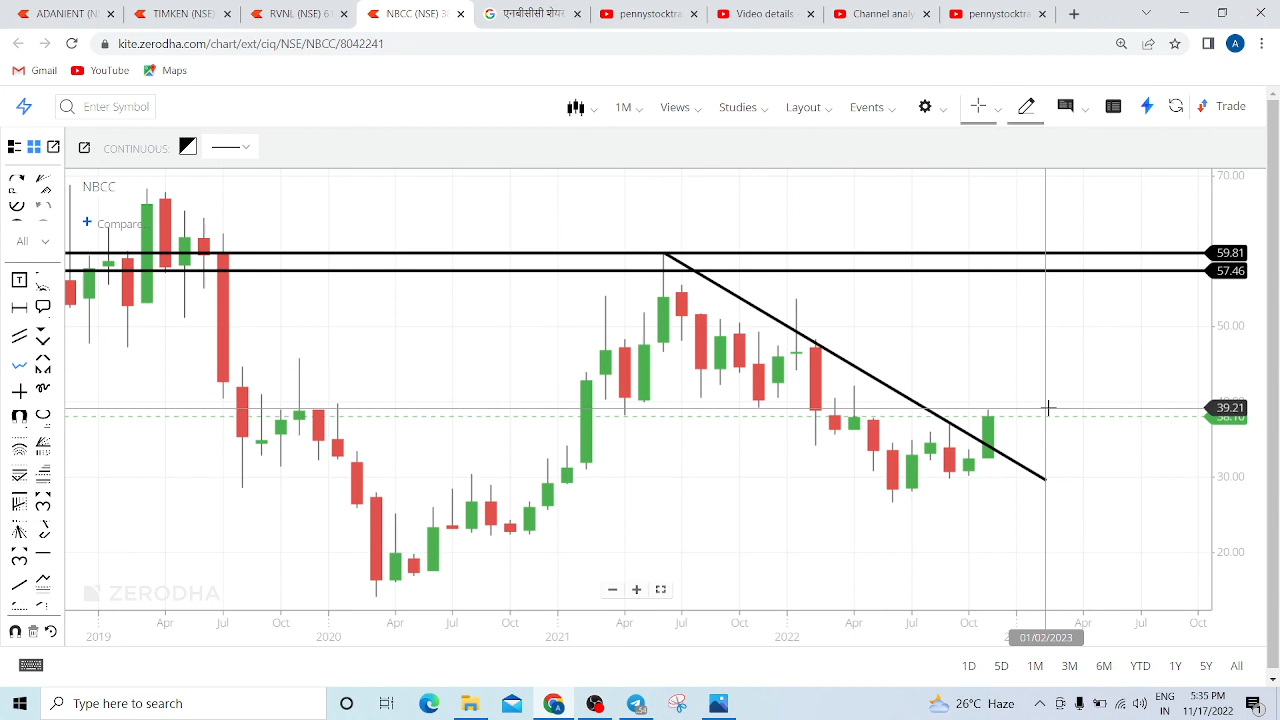 ADANIENT (N
TRIMKEN (NS
RVNL (NSE) 6
NBCC (NSE) 38
pennystocktra
Video details
Channel analy
pennystocktra
kite.zerodha.com/chart/ext/ciq/NSE/NBCC/8042241
A
Gmail
YouTube
Maps
Enter Symbol
1M
Views
Studies
Layout
Events
Trade
CONTINUOUS:
NBCC
Compare...
All
70.00
59.81
57.46
50.00
39.21
30.00
20.00
ZERODHA
2019
Apr
Jul
Oct
2020
Apr
Jul
Oct
2021
Apr
Jul
Oct
2022
Apr
Jul
Oct
Apr
Jul
Oct
01/02/2023
1D
5D
1M
3M
6M
YTD
1Y
5Y
All
Type here to search
26°C Haze
ENG
IN
5:35 PM
11/17/2022